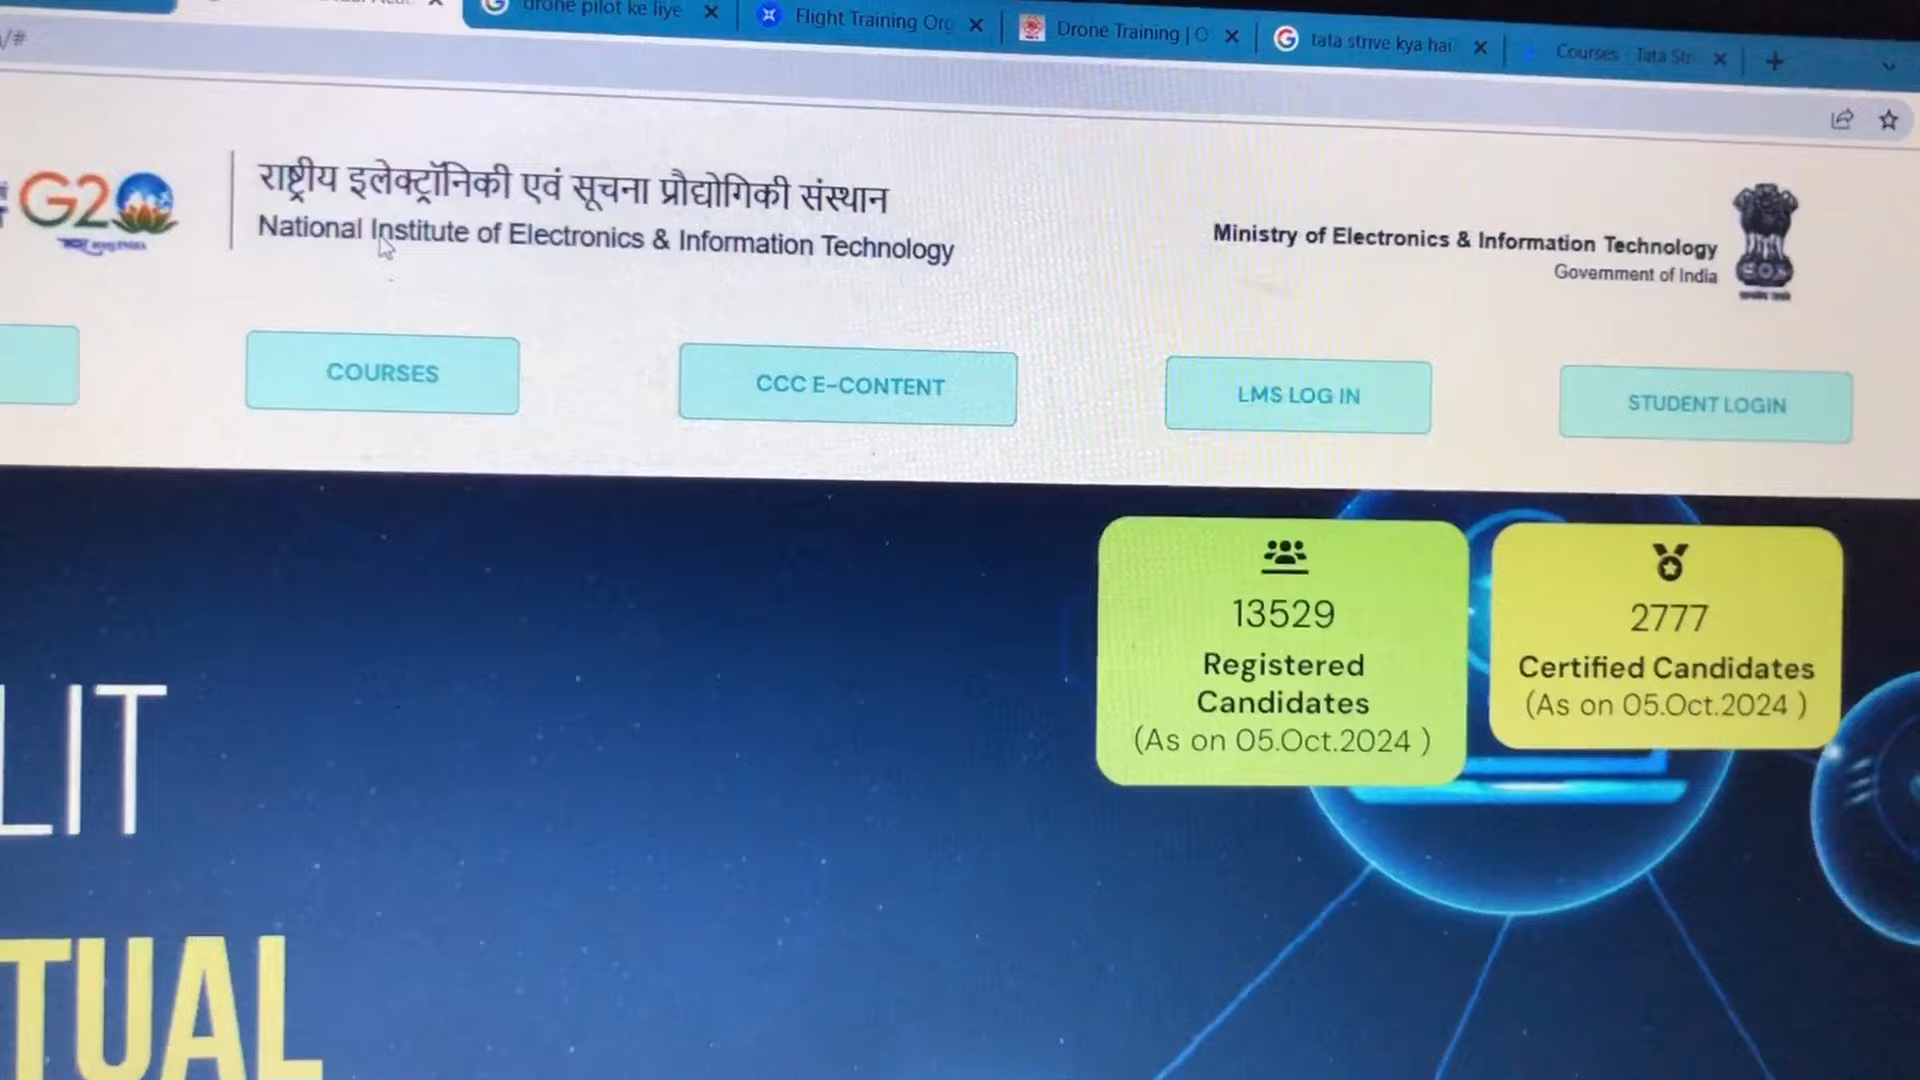 drone pilot ke liye
Flight Training Org
Drone Training | O
tata strive kya hai
Courses - Tata Str
/#
G20
राष्ट्रीय इलेक्ट्रॉनिकी एवं सूचना प्रौद्योगिकी संस्थान
National Institute of Electronics & Information Technology
Ministry of Electronics & Information Technology
Government of India
COURSES
CCC E-CONTENT
LMS LOG IN
STUDENT LOGIN
13529
Registered
Candidates
(As on 05.Oct.2024 )
2777
Certified Candidates
(As on 05.Oct.2024 )
LIT
TUAL